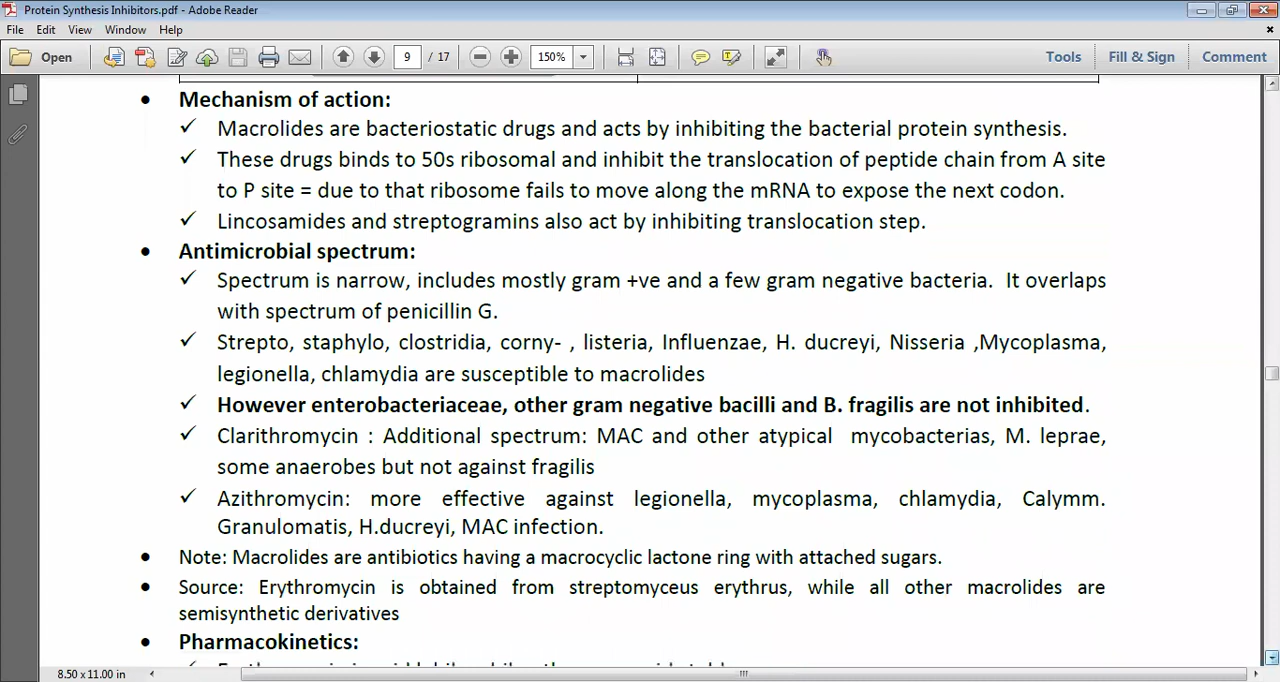 Protein Synthesis Inhibitors.pdf - Adobe Reader
File Edit View Window Help
Open 9 / 17 150% Tools Fill & Sign Comment
• Mechanism of action:
✓ Macrolides are bacteriostatic drugs and acts by inhibiting the bacterial protein synthesis.
✓ These drugs binds to 50s ribosomal and inhibit the translocation of peptide chain from A site
to P site = due to that ribosome fails to move along the mRNA to expose the next codon.
✓ Lincosamides and streptogramins also act by inhibiting translocation step.
• Antimicrobial spectrum:
✓ Spectrum is narrow, includes mostly gram +ve and a few gram negative bacteria. It overlaps
with spectrum of penicillin G.
✓ Strepto, staphylo, clostridia, corny- , listeria, Influenzae, H. ducreyi, Nisseria ,Mycoplasma,
legionella, chlamydia are susceptible to macrolides
✓ However enterobacteriaceae, other gram negative bacilli and B. fragilis are not inhibited.
✓ Clarithromycin : Additional spectrum: MAC and other atypical mycobacterias, M. leprae,
some anaerobes but not against fragilis
✓ Azithromycin: more effective against legionella, mycoplasma, chlamydia, Calymm.
Granulomatis, H.ducreyi, MAC infection.
• Note: Macrolides are antibiotics having a macrocyclic lactone ring with attached sugars.
• Source: Erythromycin is obtained from streptomyceus erythrus, while all other macrolides are
semisynthetic derivatives
• Pharmacokinetics:
8.50 x 11.00 in